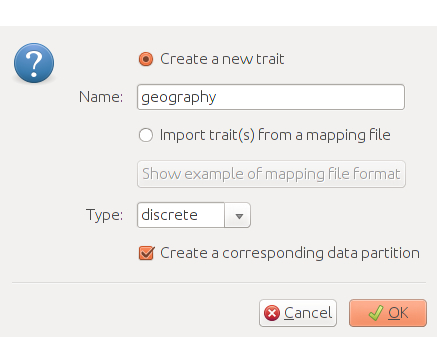 Create a new trait
Name: geography
Import trait(s) from a mapping file
Show example of mapping file format
Type: discrete
Create a corresponding data partition
Cancel OK